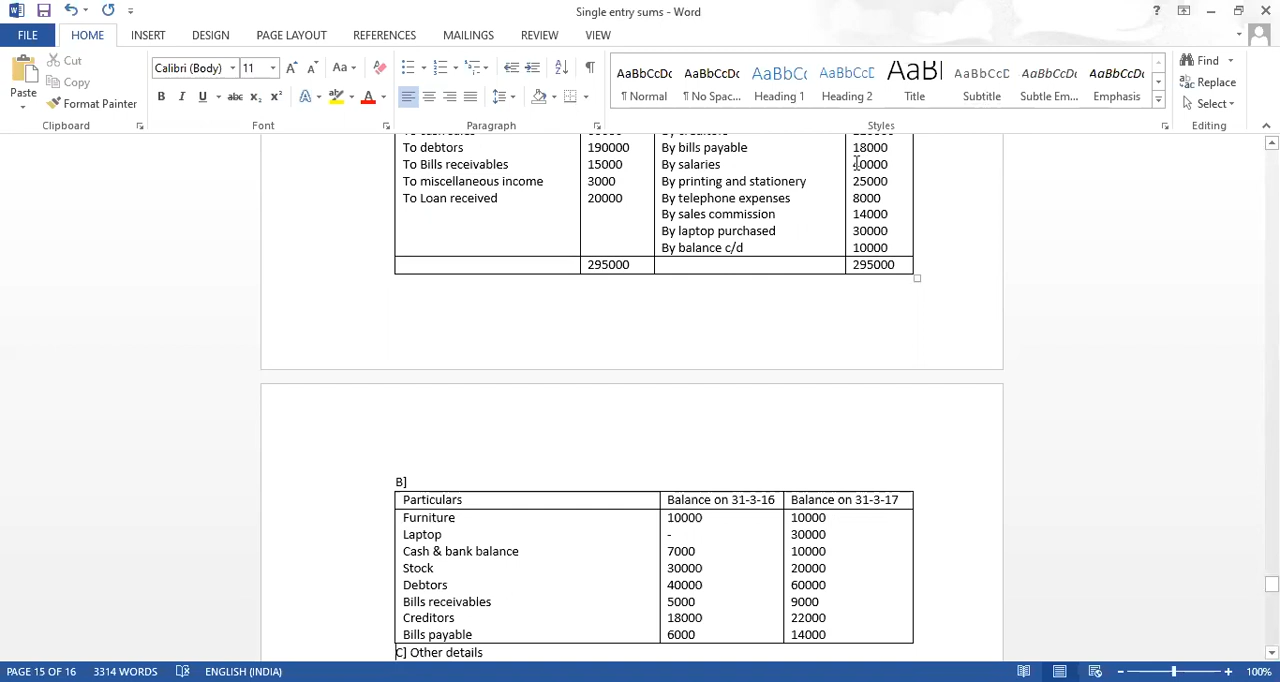 Single entry sums - Word
FILE HOME INSERT DESIGN PAGE LAYOUT REFERENCES MAILINGS REVIEW VIEW
Paste Cut Copy Format Painter
Calibri (Body) 11 Aa
B I U abc X₂ X² A A
AaBbCcDc AaBbCcDc AaBbCc AaBbCcD AaBl AaBbCcD AaBbCcDc AaBbCcDc
¶ Normal ¶ No Spac... Heading 1 Heading 2 Title Subtitle Subtle Em... Emphasis
Find
Replace
Select
Clipboard Font Paragraph Styles Editing
To debtors 190000 By bills payable 18000
To Bills receivables 15000 By salaries 0000
To miscellaneous income 3000 By printing and stationery 25000
To Loan received 20000 By telephone expenses 8000
By sales commission 14000
By laptop purchased 30000
By balance c/d 10000
295000 295000
B]
Particulars Balance on 31-3-16 Balance on 31-3-17
Furniture 10000 10000
Laptop - 30000
Cash & bank balance 7000 10000
Stock 30000 20000
Debtors 40000 60000
Bills receivables 5000 9000
Creditors 18000 22000
Bills payable 6000 14000
C] Other details
PAGE 15 OF 16 3314 WORDS ENGLISH (INDIA) 100%